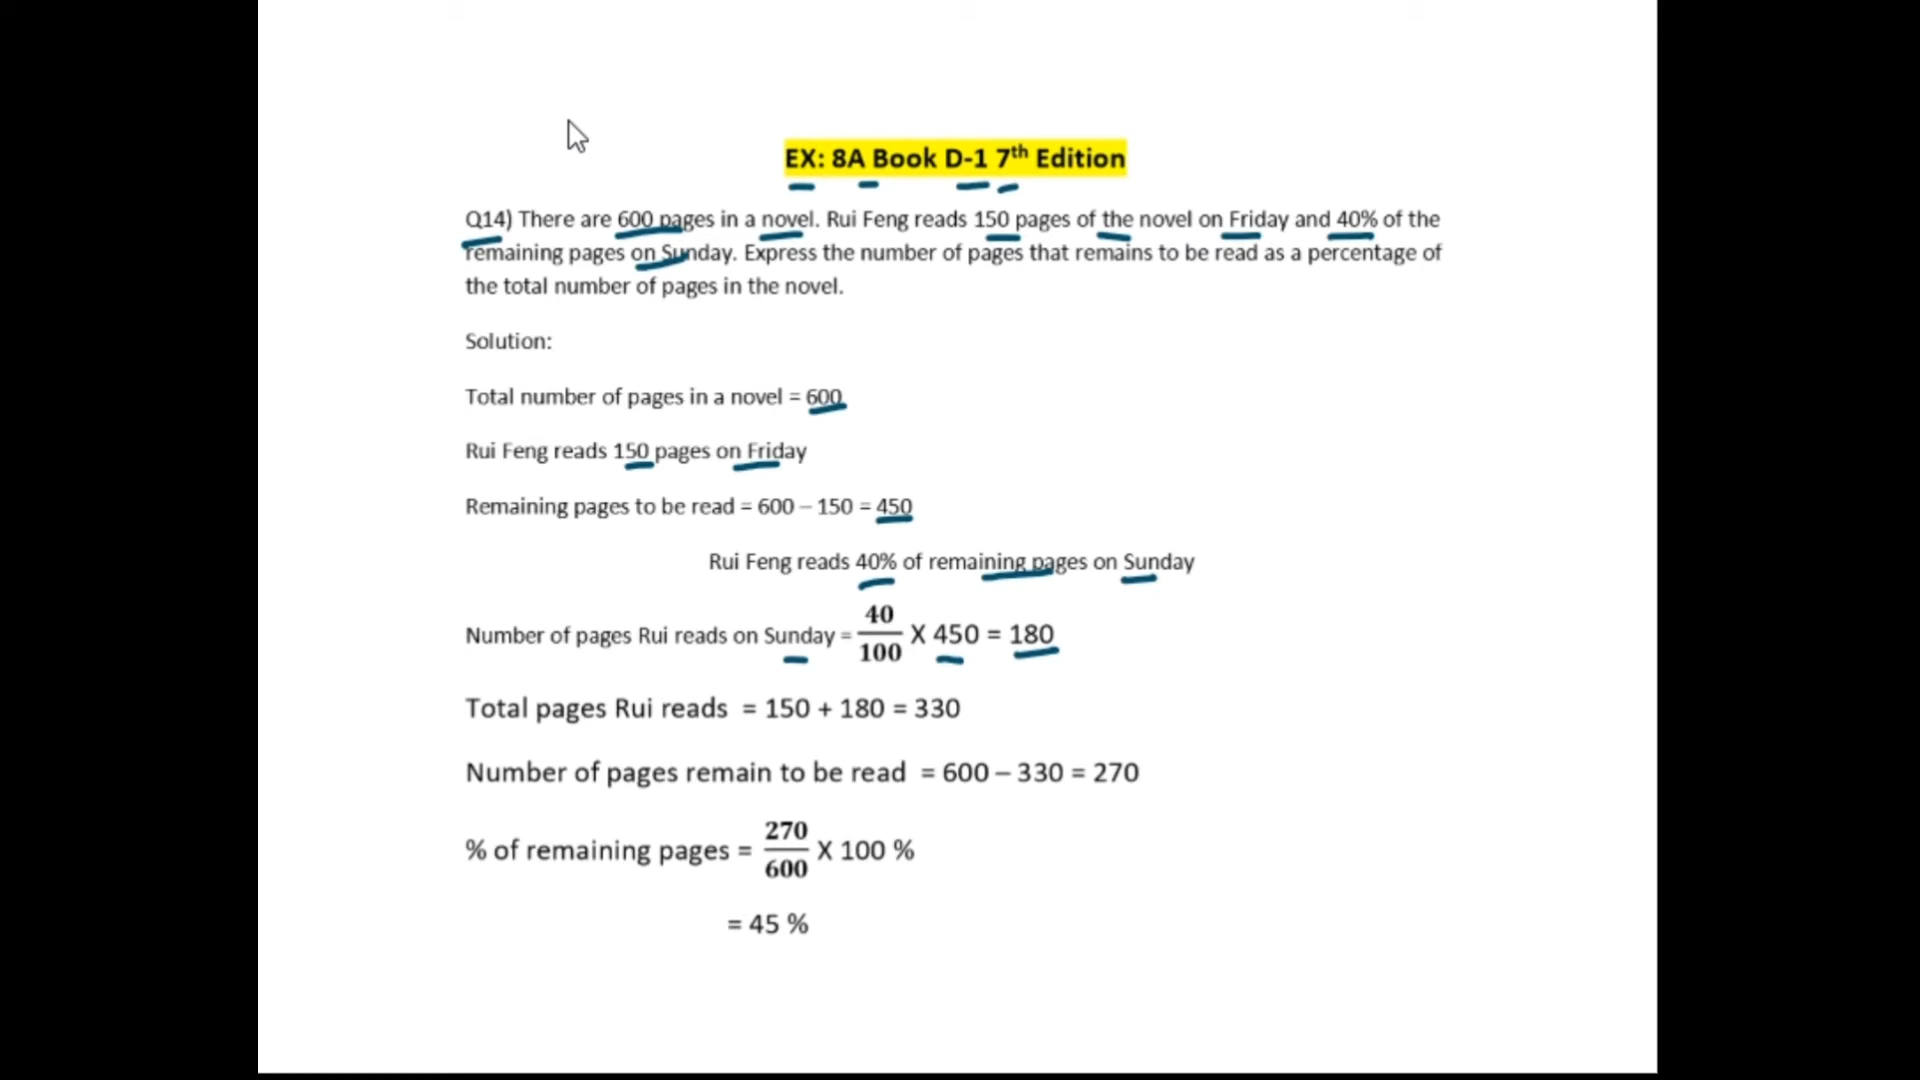 EX: 8A Book D-1 7th Edition
Q14) There are 600 pages in a novel. Rui Feng reads 150 pages of the novel on Friday and 40% of the
remaining pages on Sunday. Express the number of pages that remains to be read as a percentage of
the total number of pages in the novel.
Solution:
Total number of pages in a novel = 600
Rui Feng reads 150 pages on Friday
Remaining pages to be read = 600 – 150 = 450
Rui Feng reads 40% of remaining pages on Sunday
Number of pages Rui reads on Sunday = 40/100 X 450 = 180
Total pages Rui reads = 150 + 180 = 330
Number of pages remain to be read = 600 – 330 = 270
% of remaining pages = 270/600 X 100 %
= 45 %